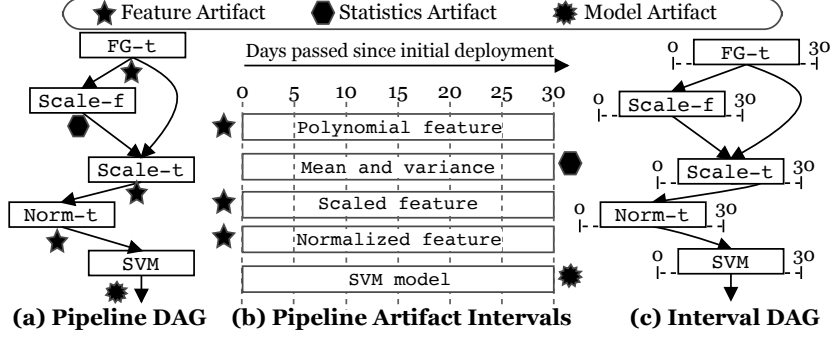 Feature Artifact Statistics Artifact Model Artifact
FG-t
Scale-f
Scale-t
Norm-t
SVM
(a) Pipeline DAG
Days passed since initial deployment
0 5 10 15 20 25 30
Polynomial feature
Mean and variance
Scaled feature
Normalized feature
SVM model
(b) Pipeline Artifact Intervals
0 FG-t 30
0 Scale-f 30
0 Scale-t 30
0 Norm-t 30
0 SVM 30
(c) Interval DAG